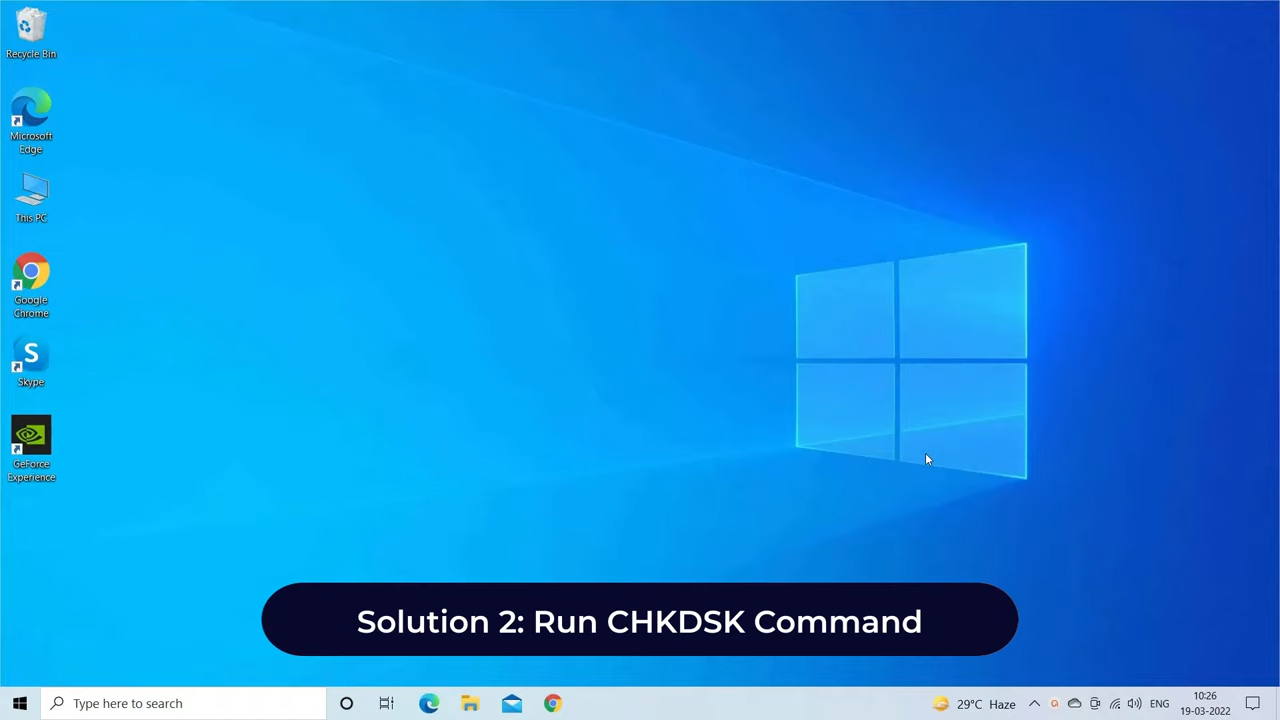 Recycle Bin
Microsoft
Edge
This PC
Google
Chrome
S
Skype
GeForce
Experience
Solution 2: Run CHKDSK Command
Type here to search
29°C Haze
ENG
10:26
19-03-2022